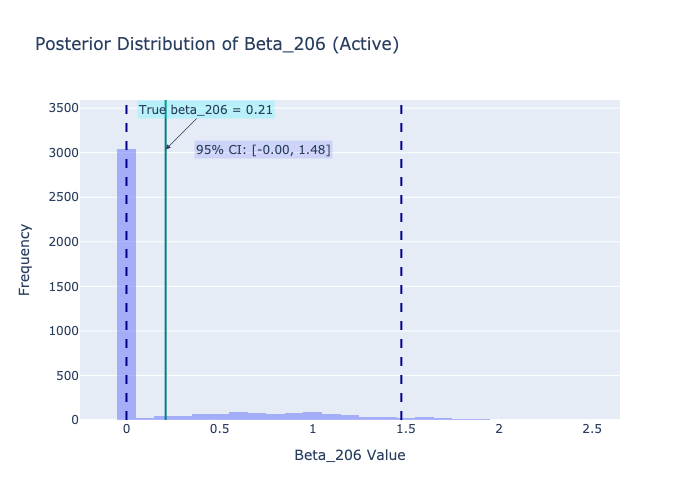 Posterior Distribution of Beta_206 (Active)
3500
3000
2500
2000
1500
1000
500
0
Frequency
True beta_206 = 0.21
95% CI: [-0.00, 1.48]
0
0.5
1
1.5
2
2.5
Beta_206 Value